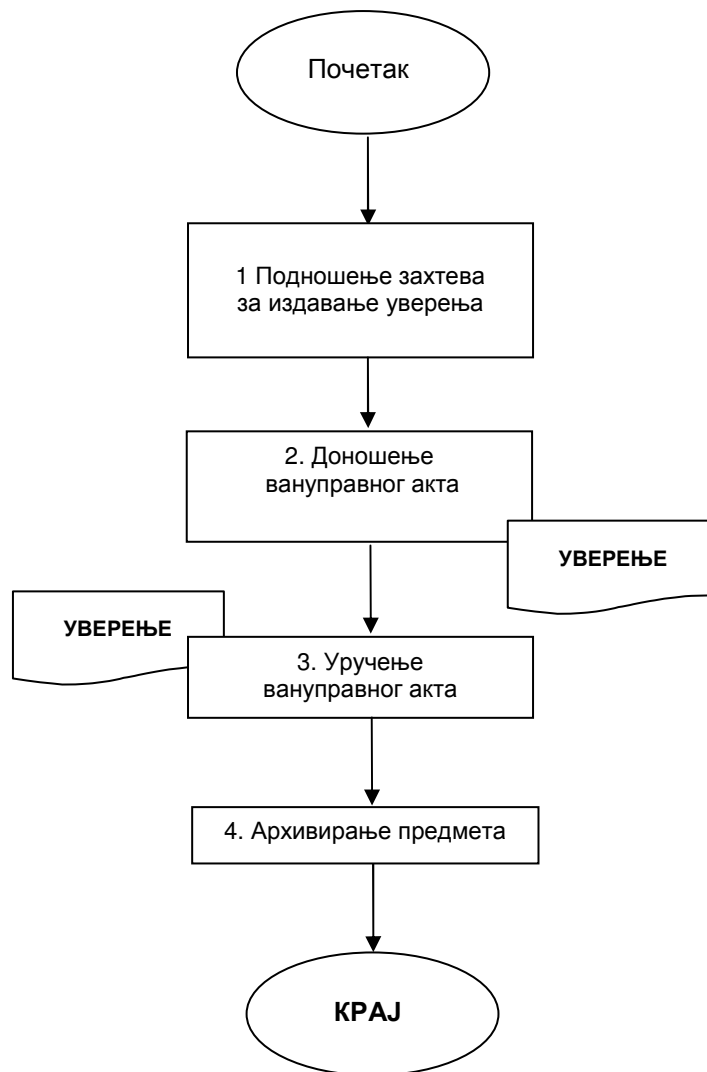 Почетак
1 Подношење захтева
за издавање уверења
2. Доношење
вануправног акта
УВЕРЕЊЕ
УВЕРЕЊЕ
3. Уручење
вануправног акта
4. Архивирање предмета
КРАЈ